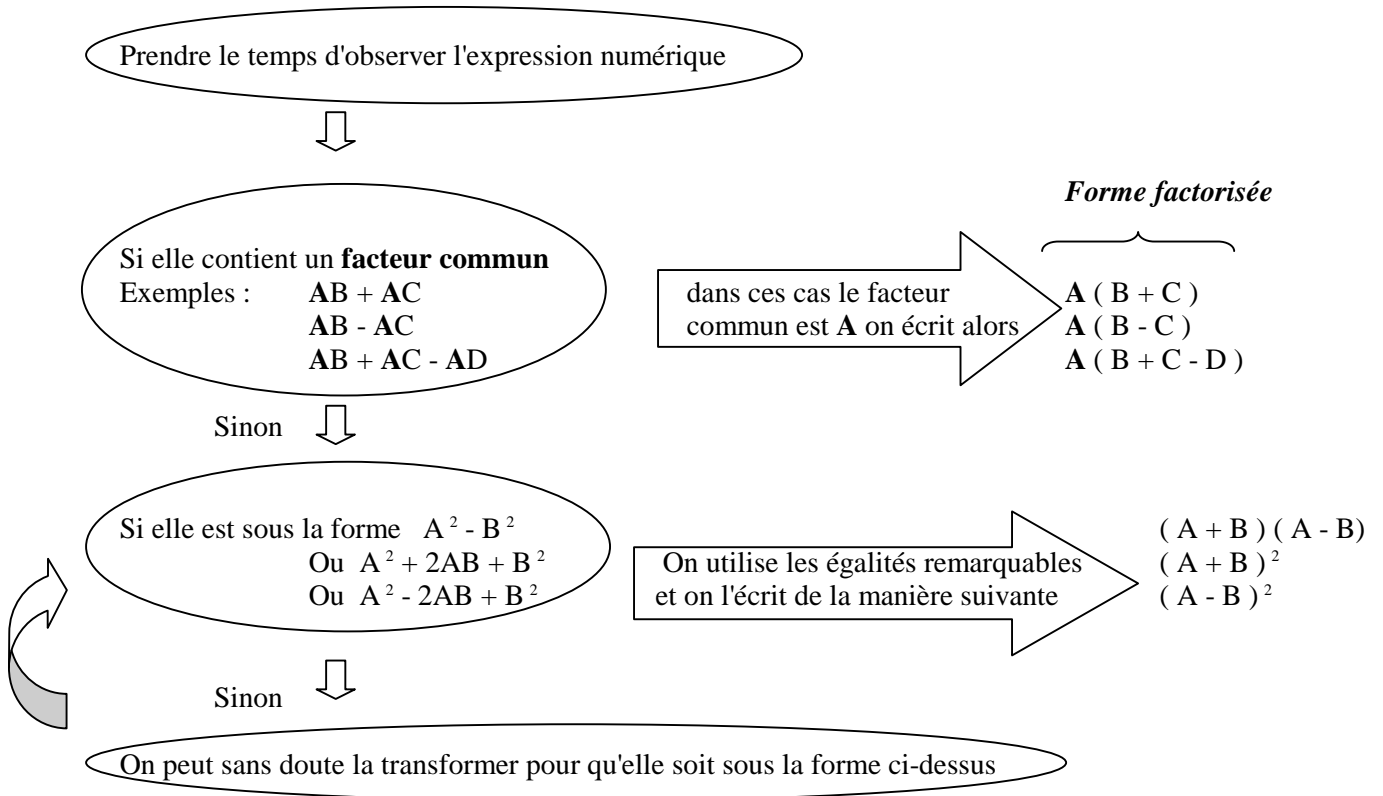 Prendre le temps d'observer l'expression numérique
Forme factorisée
Si elle contient un facteur commun
Exemples : AB + AC
AB - AC
AB + AC - AD
dans ces cas le facteur
commun est A on écrit alors
A ( B + C )
A ( B - C )
A ( B + C - D )
Sinon
Si elle est sous la forme A² - B²
Ou A² + 2AB + B²
Ou A² - 2AB + B²
On utilise les égalités remarquables
et on l'écrit de la manière suivante
( A + B ) ( A - B)
( A + B )²
( A - B )²
Sinon
On peut sans doute la transformer pour qu'elle soit sous la forme ci-dessus